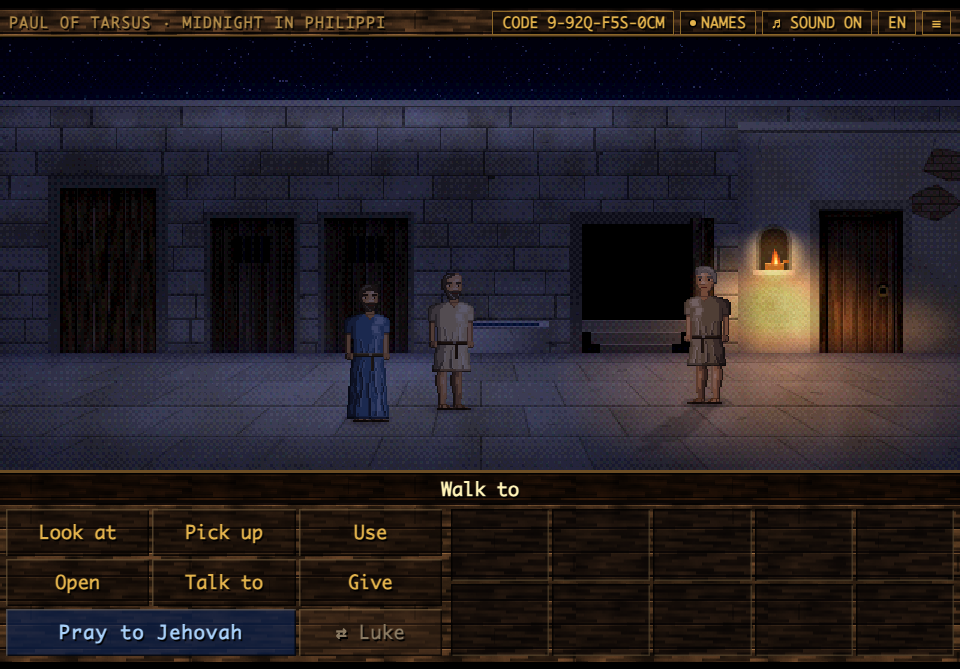 PAUL OF TARSUS · MIDNIGHT IN PHILIPPI CODE 9-92Q-F5S-0CM • NAMES ♬ SOUND ON EN ≡
Walk to
Look at Pick up Use
Open Talk to Give
Pray to Jehovah ⇄ Luke